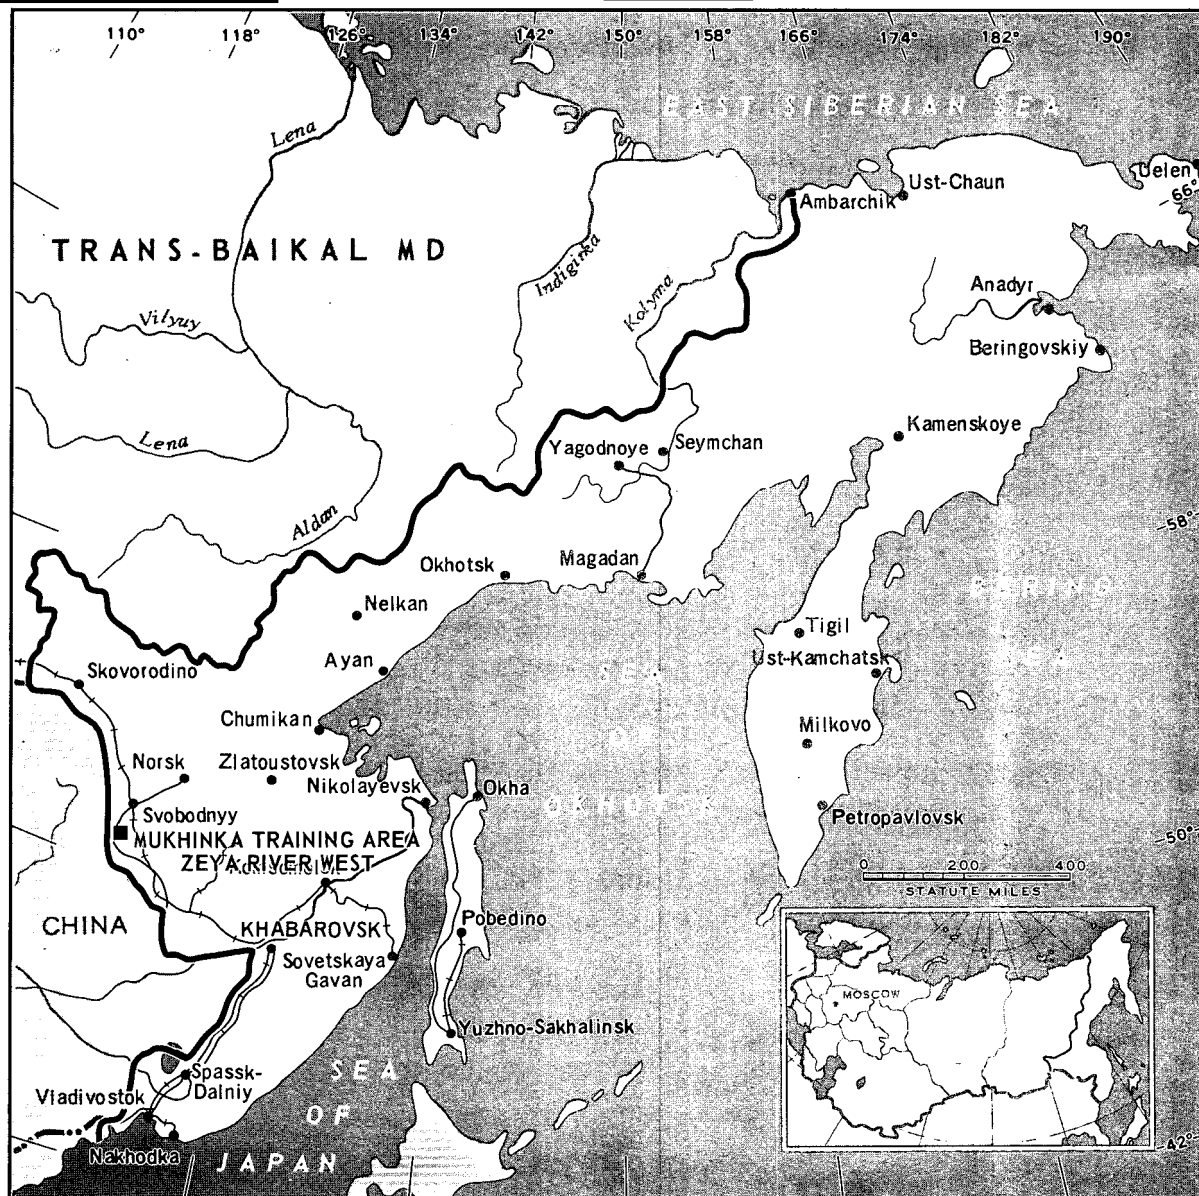 110° 118° 126° 134° 142° 150° 158° 166° 174° 182° 190°
EAST SIBERIAN SEA
Lena
Uelen
Ust-Chaun
66°
Ambarchik
TRANS-BAIKAL MD
Indigirka
Kolyma
Anadyr
Vilyuy
Beringovskiy
Kamenskoye
Lena
Yagodnoye
Seymchan
Aldan
58°
Okhotsk
Magadan
BERING
SEA
Nelkan
Tigil
Ayan
Ust-Kamchatsk
Skovorodino
SEA
OF
OKHOTSK
Chumikan
Milkovo
Norsk
Zlatoustovsk
Nikolayevsk
Okha
Svobodnyy
Petropavlovsk
MUKHINKA TRAINING AREA
ZEYA RIVER WEST
50°
0 200 400
STATUTE MILES
CHINA
KHABAROVSK
Pobedino
Sovetskaya
Gavan
MOSCOW
Yuzhno-Sakhalinsk
SEA
OF
JAPAN
Spassk-
Dalniy
Vladivostok
Nakhodka
42°